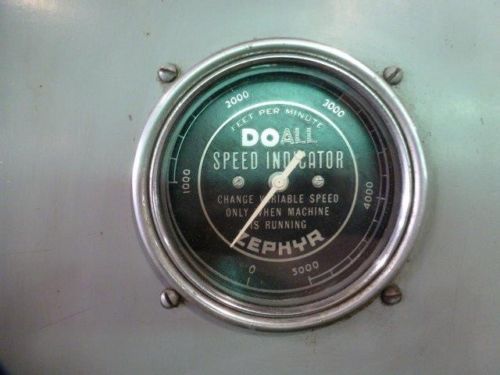 2000
3000
FEET PER MINUTE
DOALL
SPEED INDICATOR
1000
4000
CHANGE VARIABLE SPEED
ONLY WHEN MACHINE
IS RUNNING
ZEPHYR
0
5000